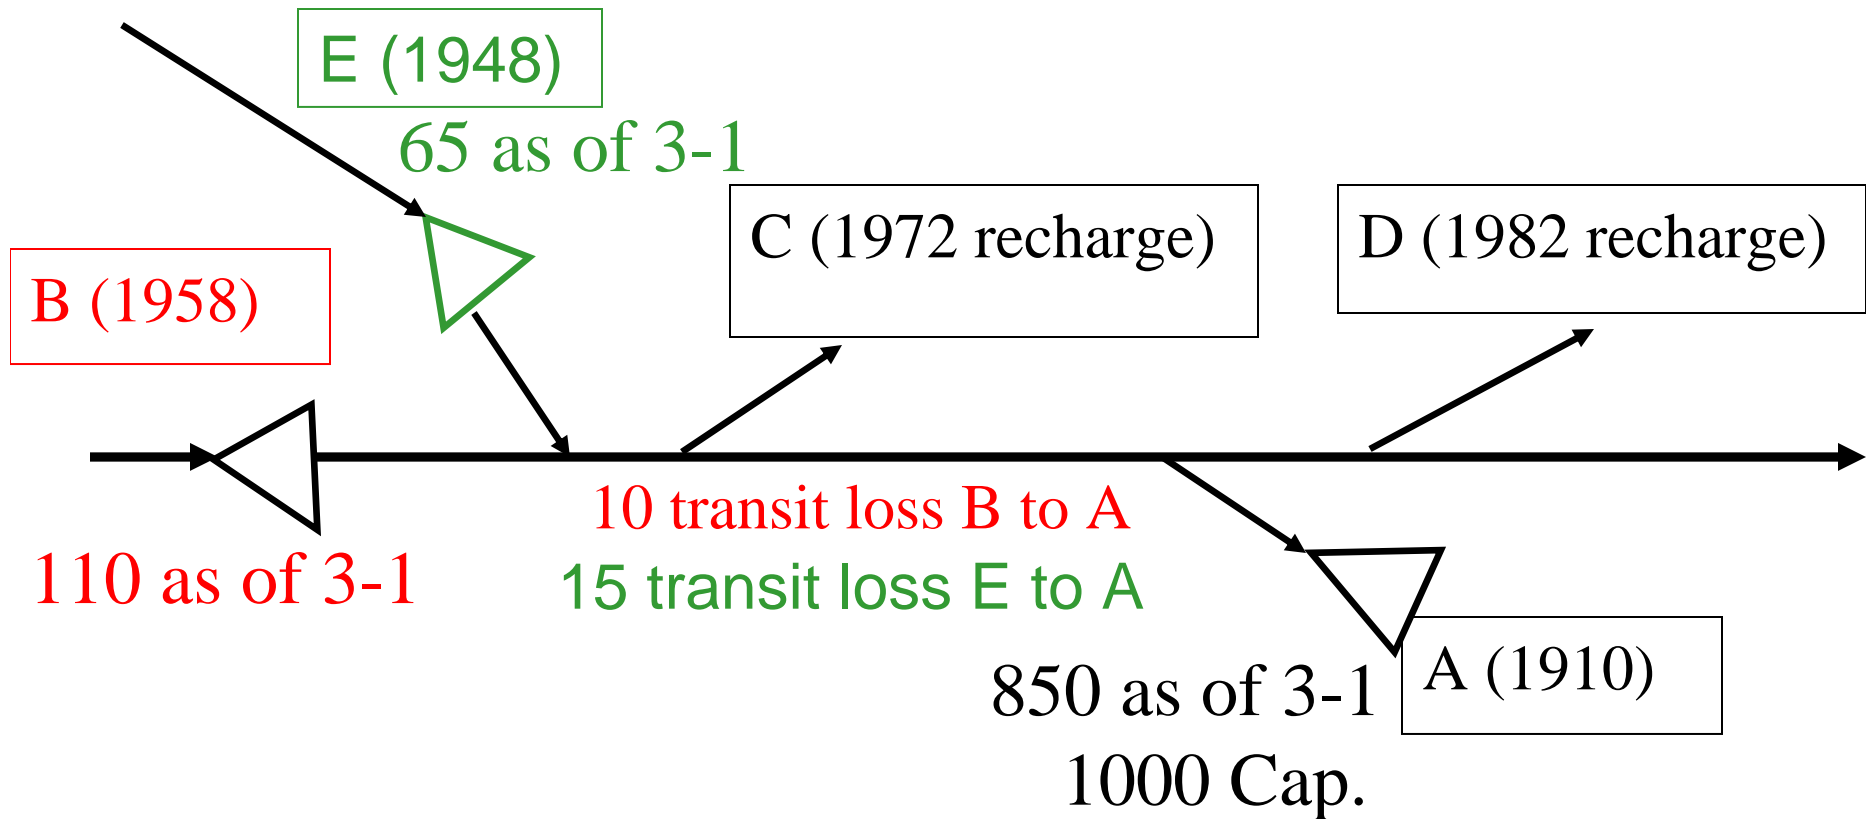 E (1948)
65 as of 3-1
C (1972 recharge)
D (1982 recharge)
B (1958)
10 transit loss B to A
110 as of 3-1
15 transit loss E to A
850 as of 3-1
A (1910)
1000 Cap.